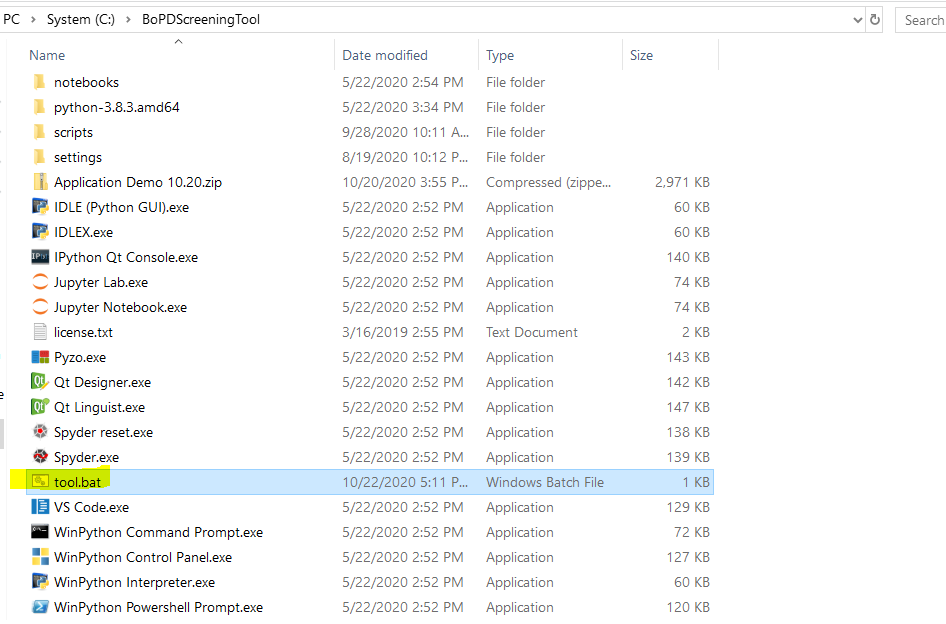 PC > System (C:) > BoPDScreeningTool Search
Name Date modified Type Size
notebooks 5/22/2020 2:54 PM File folder
python-3.8.3.amd64 5/22/2020 3:34 PM File folder
scripts 9/28/2020 10:11 A... File folder
settings 8/19/2020 10:12 P... File folder
Application Demo 10.20.zip 10/20/2020 3:55 P... Compressed (zippe... 2,971 KB
IDLE (Python GUI).exe 5/22/2020 2:52 PM Application 60 KB
IDLEX.exe 5/22/2020 2:52 PM Application 60 KB
IPython Qt Console.exe 5/22/2020 2:52 PM Application 140 KB
Jupyter Lab.exe 5/22/2020 2:52 PM Application 74 KB
Jupyter Notebook.exe 5/22/2020 2:52 PM Application 74 KB
license.txt 3/16/2019 2:55 PM Text Document 2 KB
Pyzo.exe 5/22/2020 2:52 PM Application 143 KB
Qt Designer.exe 5/22/2020 2:52 PM Application 142 KB
Qt Linguist.exe 5/22/2020 2:52 PM Application 147 KB
Spyder reset.exe 5/22/2020 2:52 PM Application 138 KB
Spyder.exe 5/22/2020 2:52 PM Application 139 KB
tool.bat 10/22/2020 5:11 P... Windows Batch File 1 KB
VS Code.exe 5/22/2020 2:52 PM Application 129 KB
WinPython Command Prompt.exe 5/22/2020 2:52 PM Application 72 KB
WinPython Control Panel.exe 5/22/2020 2:52 PM Application 127 KB
WinPython Interpreter.exe 5/22/2020 2:52 PM Application 60 KB
WinPython Powershell Prompt.exe 5/22/2020 2:52 PM Application 120 KB